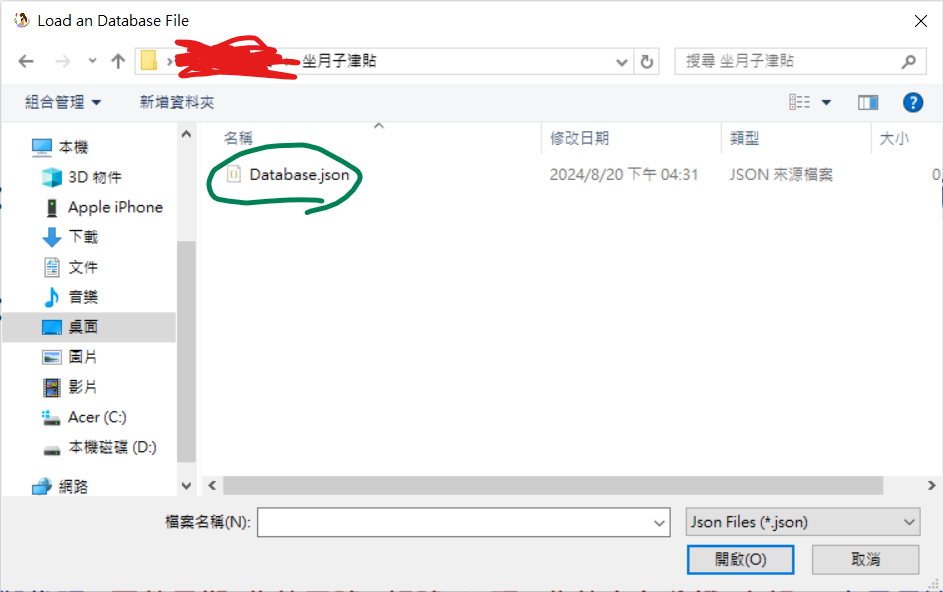 Load an Database File
坐月子津貼
搜尋 坐月子津貼
組合管理
新增資料夾
名稱
修改日期
類型
大小
Database.json
2024/8/20 下午 04:31
JSON 來源檔案
本機
3D 物件
Apple iPhone
下載
文件
音樂
桌面
圖片
影片
Acer (C:)
本機磁碟 (D:)
網路
檔案名稱(N):
Json Files (*.json)
開啟(O)
取消